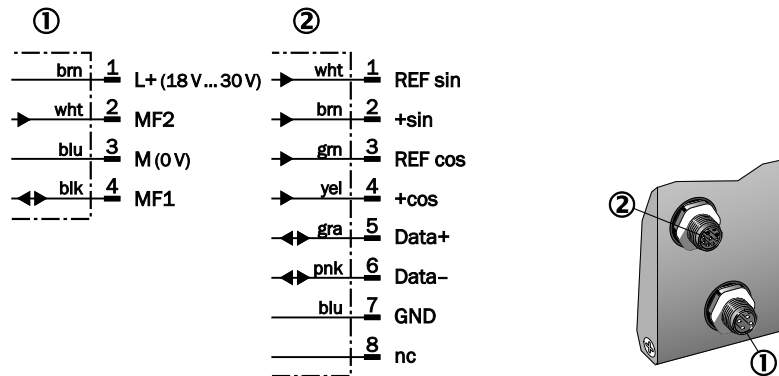 ① ②
brn 1 L+ (18 V... 30 V)
wht 2 MF2
blu 3 M (0 V)
blk 4 MF1
wht 1 REF sin
brn 2 +sin
grn 3 REF cos
yel 4 +cos
gra 5 Data+
pnk 6 Data–
blu 7 GND
8 nc
②
①